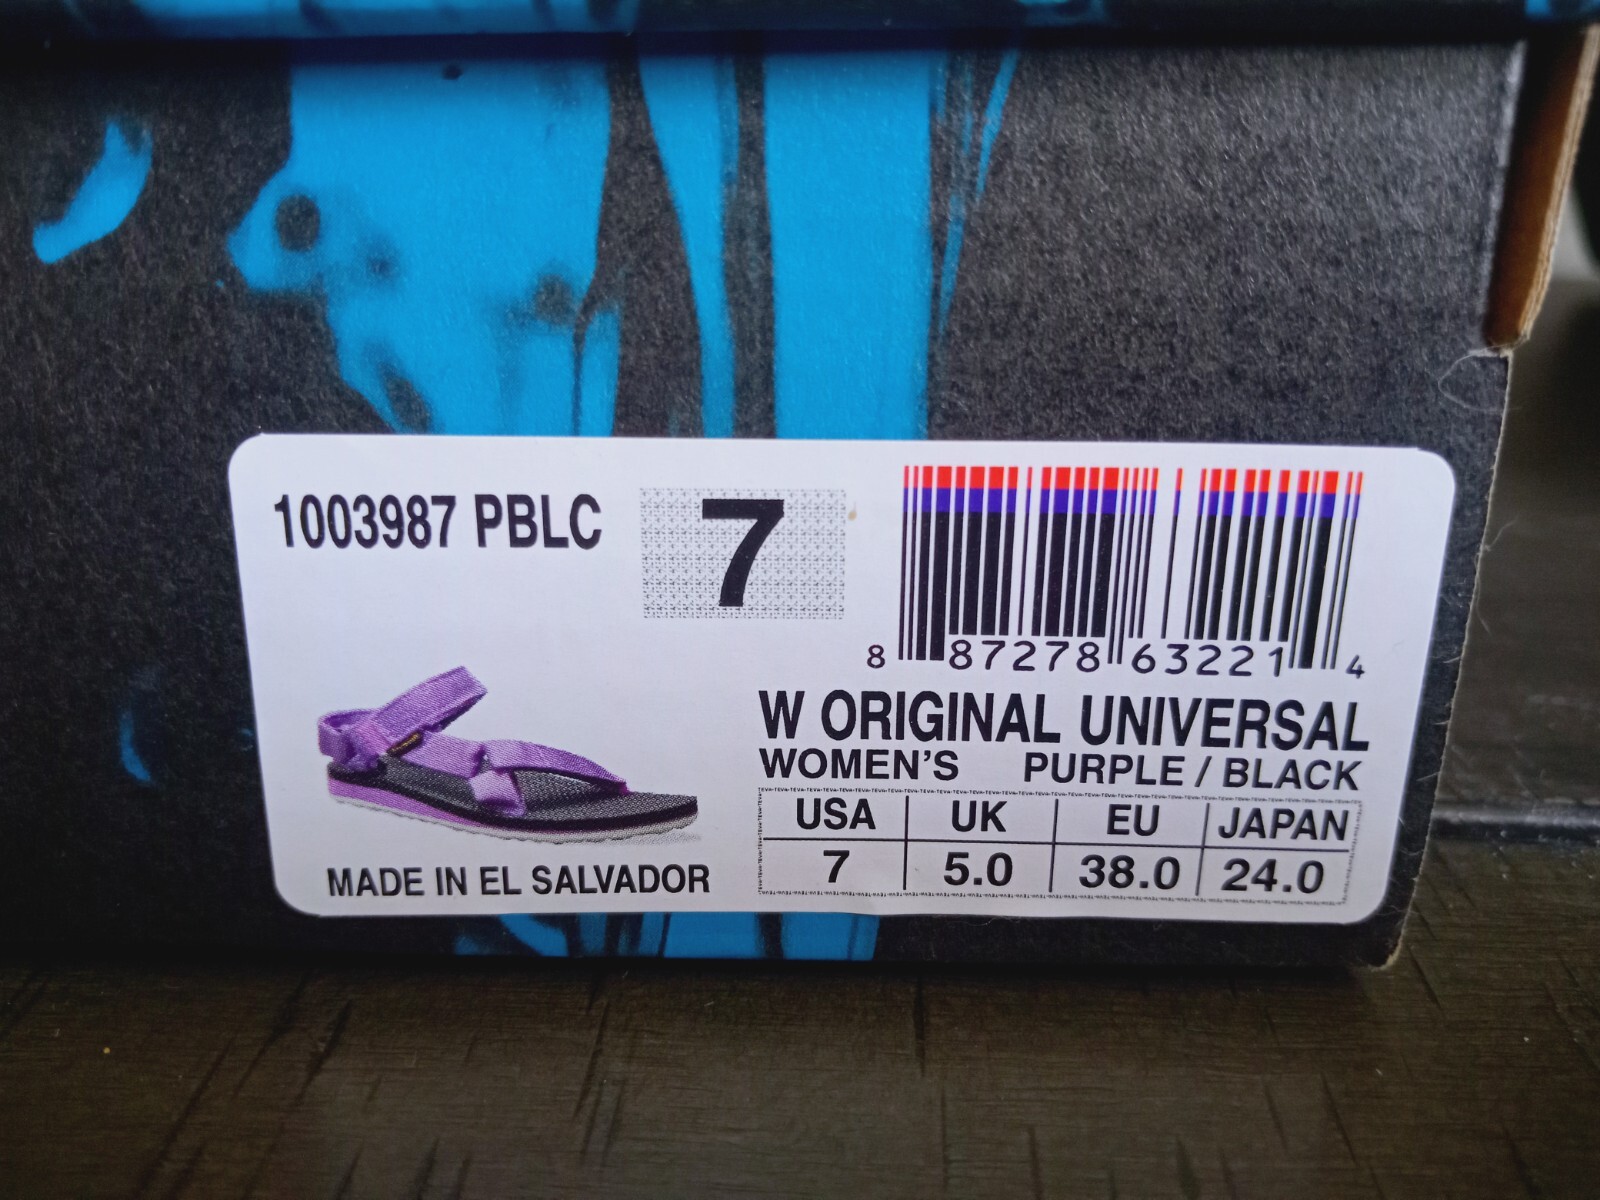 1003987 PBLC
7
8 87278 63221 4
W ORIGINAL UNIVERSAL
WOMEN'S PURPLE / BLACK
USA UK EU JAPAN
7 5.0 38.0 24.0
MADE IN EL SALVADOR